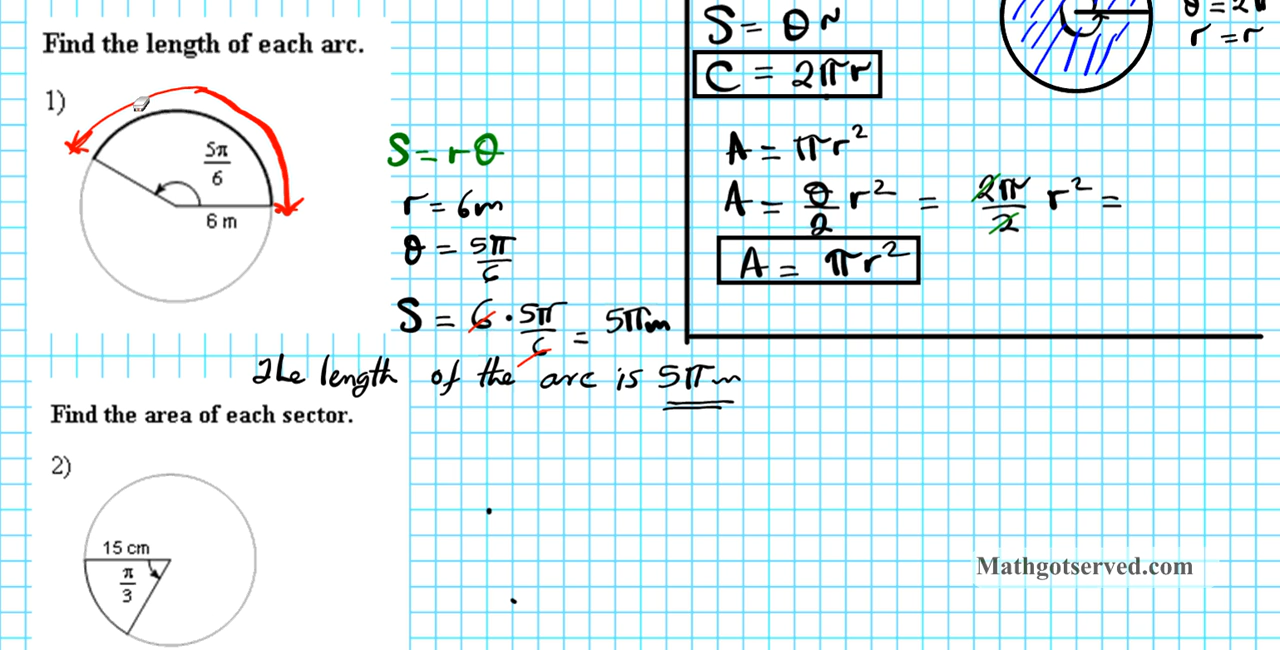 Find the length of each arc.
1)
5π/6
6 m
S = rθ
r = 6m
θ = 5π/6
S = 6 · 5π/6 = 5πm
The length of the arc is 5πm
S = θr
C = 2πr
A = πr²
A = θ/2 r² = 2π/2 r² =
A = πr²
r = r
Find the area of each sector.
2)
15 cm
π/3
Mathgotserved.com